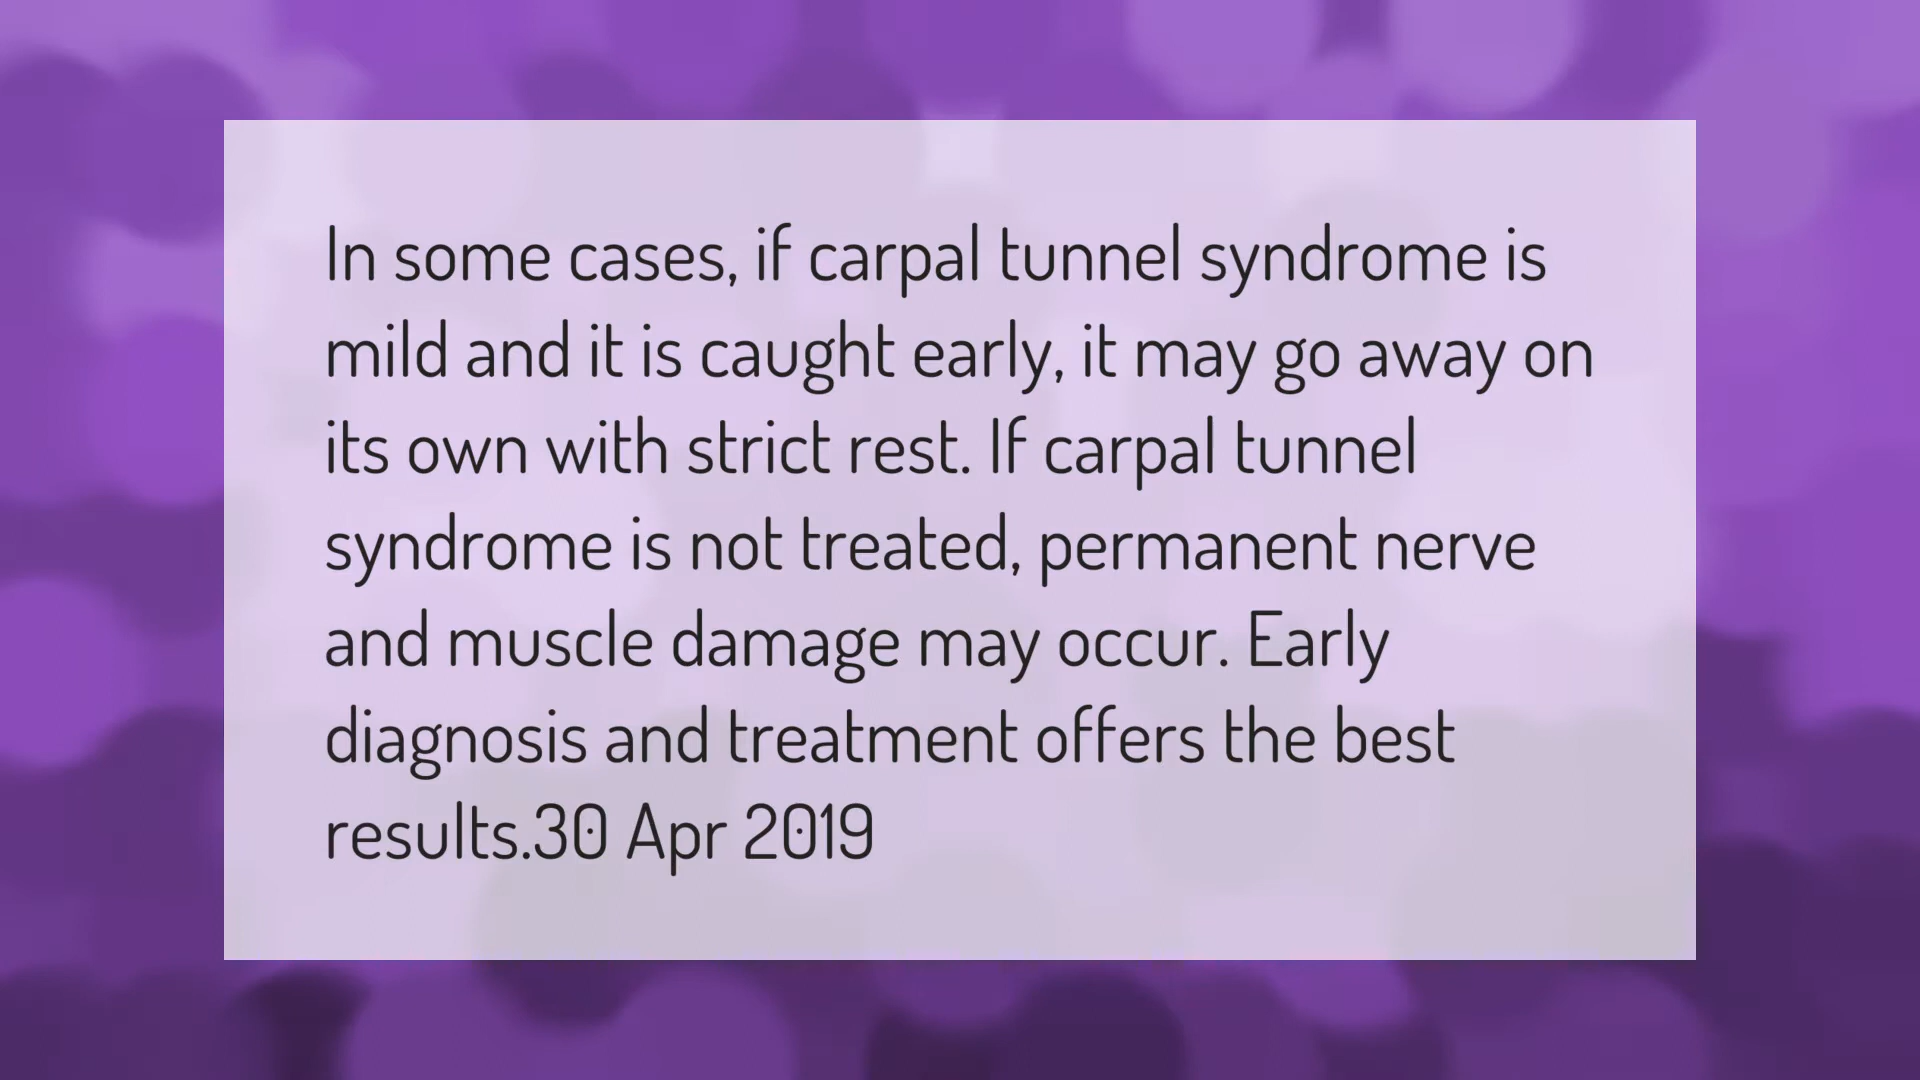 In some cases, if carpal tunnel syndrome is
mild and it is caught early, it may go away on
its own with strict rest. If carpal tunnel
syndrome is not treated, permanent nerve
and muscle damage may occur. Early
diagnosis and treatment offers the best
results.30 Apr 2019